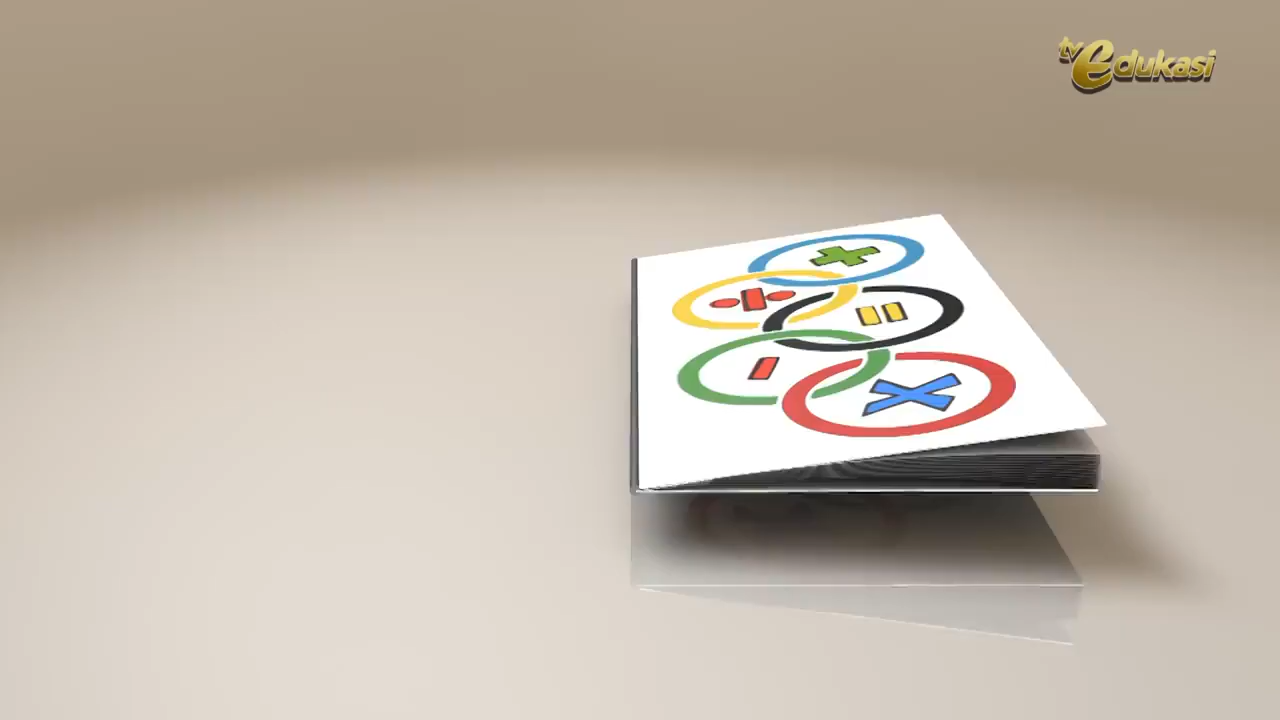 tv edukasi
+
÷ =
- ×